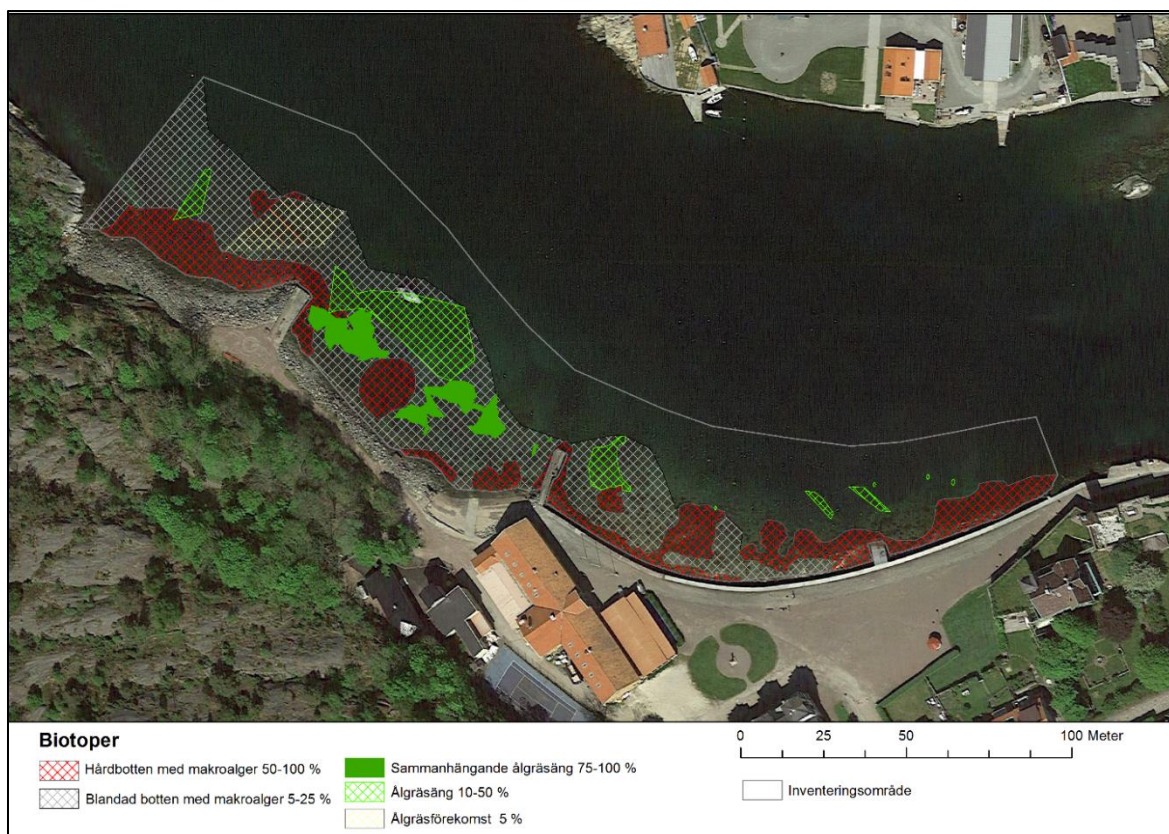 Biotoper
Hårdbotten med makroalger 50-100 %
Blandad botten med makroalger 5-25 %
Sammanhängande ålgräsäng 75-100 %
Ålgräsäng 10-50 %
Ålgräsförekomst 5 %
0 25 50 100 Meter
Inventeringsområde